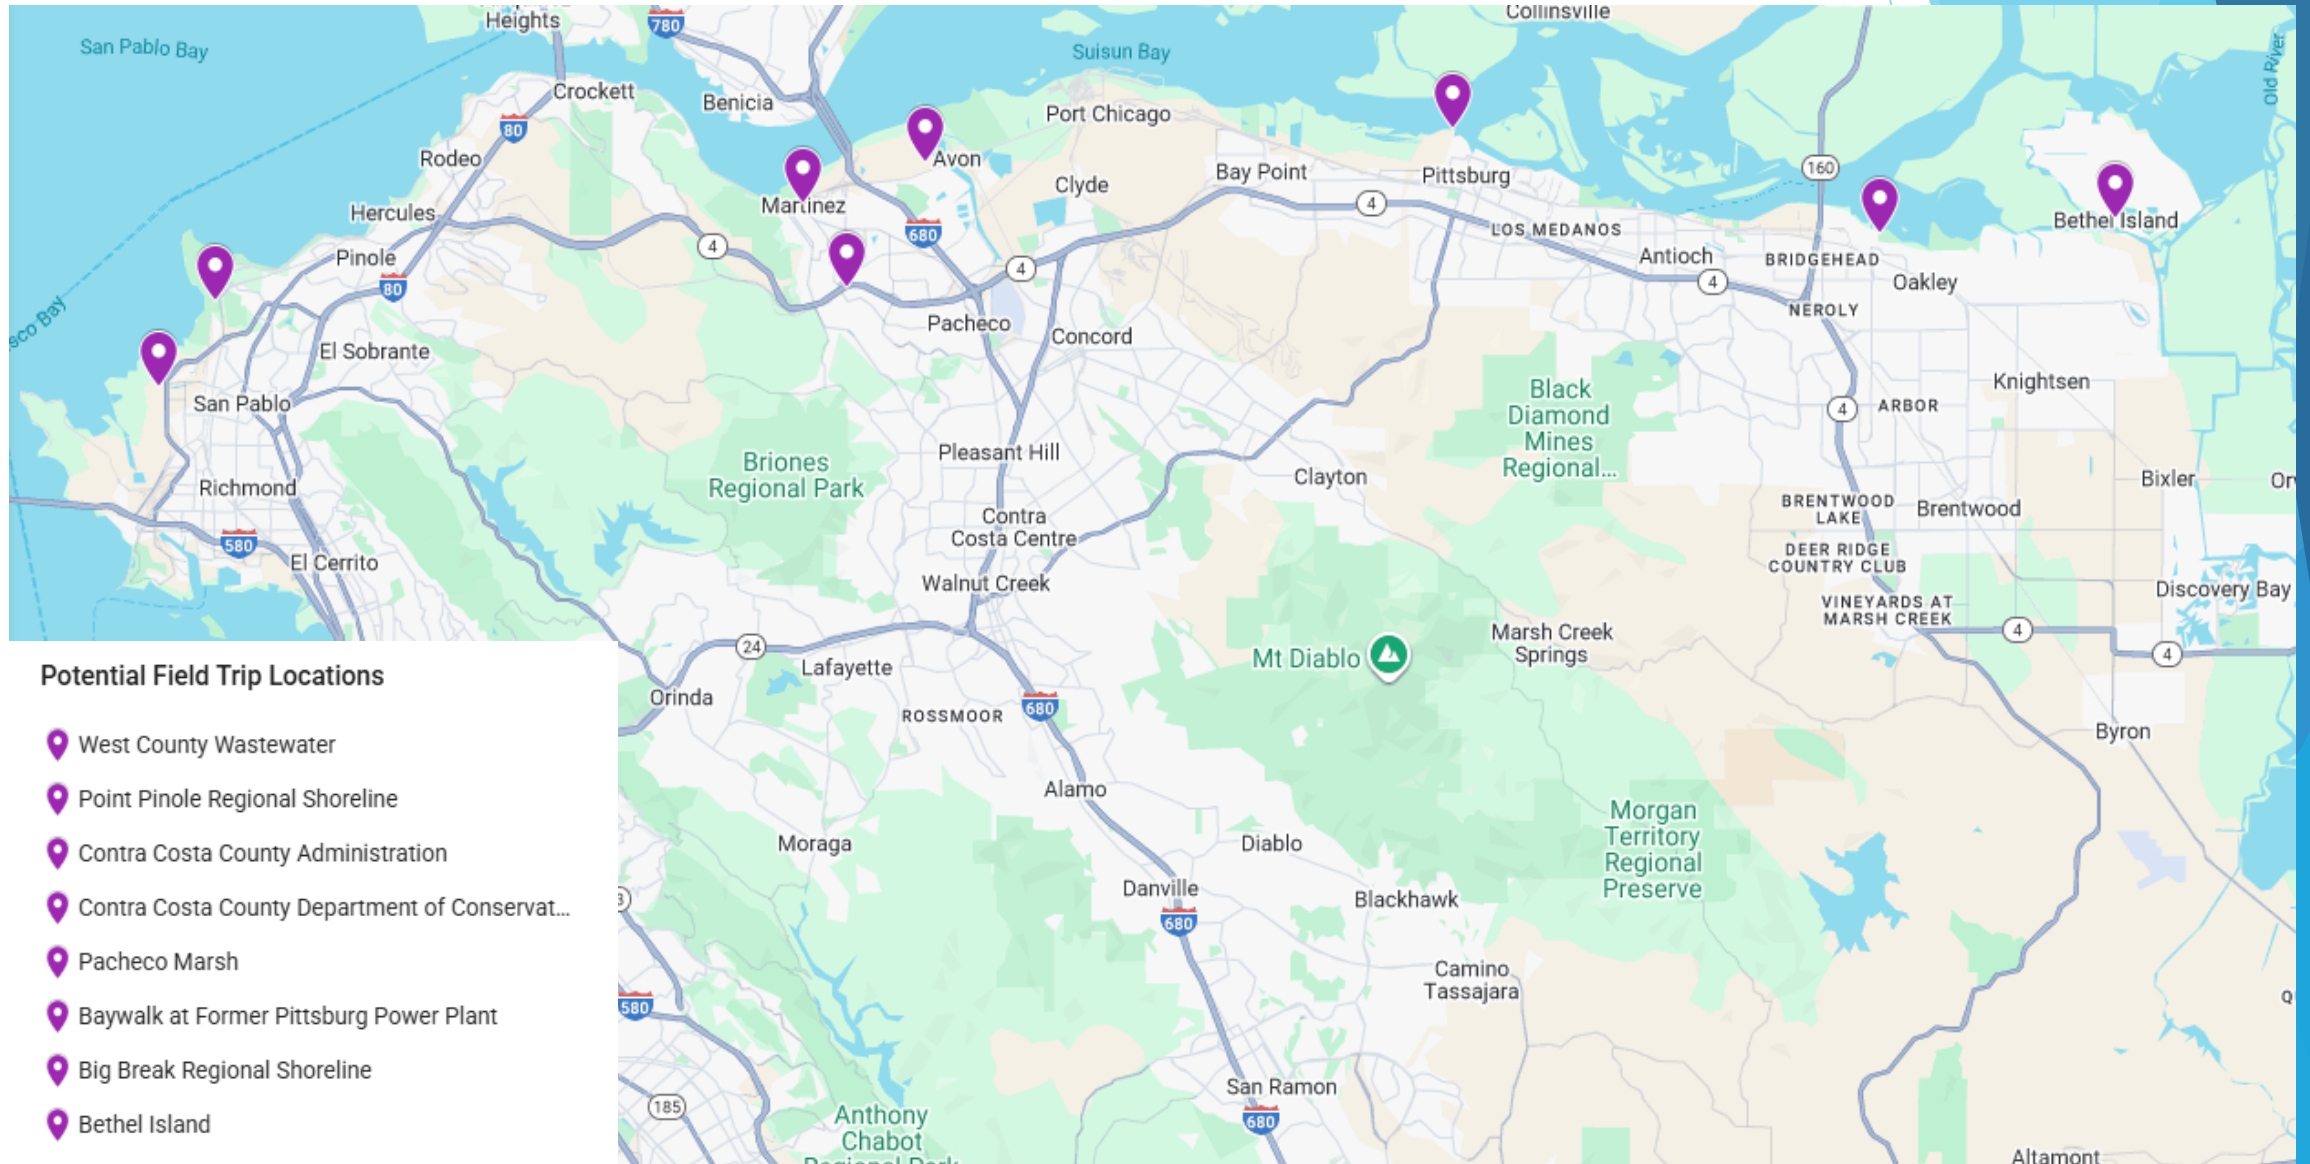 Heights
780
Collinsville
San Pablo Bay
Suisun Bay
Old River
Crockett
Benicia
Port Chicago
80
Avon
Rodeo
Clyde
Bay Point
Pittsburg
160
Martinez
4
Hercules
680
LOS MEDANOS
Bethel Island
4
Pinole
4
Antioch
BRIDGEHEAD
80
4
Oakley
sco Bay
Pacheco
NEROLY
El Sobrante
Concord
Knightsen
San Pablo
Black
Diamond
Mines
Regional...
4
ARBOR
Pleasant Hill
Briones
Regional Park
Clayton
Bixler
Richmond
Contra
Costa Centre
BRENTWOOD
LAKE
Brentwood
580
El Cerrito
DEER RIDGE
COUNTRY CLUB
Walnut Creek
Discovery Bay
VINEYARDS AT
MARSH CREEK
4
24
Marsh Creek
Springs
4
Lafayette
Mt Diablo
Orinda
ROSSMOOR
680
Byron
Alamo
Morgan
Territory
Regional
Preserve
Moraga
Diablo
Danville
Blackhawk
680
Camino
Tassajara
580
San Ramon
185
680
Anthony
Chabot
Regional Park
Altamont
Potential Field Trip Locations
West County Wastewater
Point Pinole Regional Shoreline
Contra Costa County Administration
Contra Costa County Department of Conservat...
Pacheco Marsh
Baywalk at Former Pittsburg Power Plant
Big Break Regional Shoreline
Bethel Island